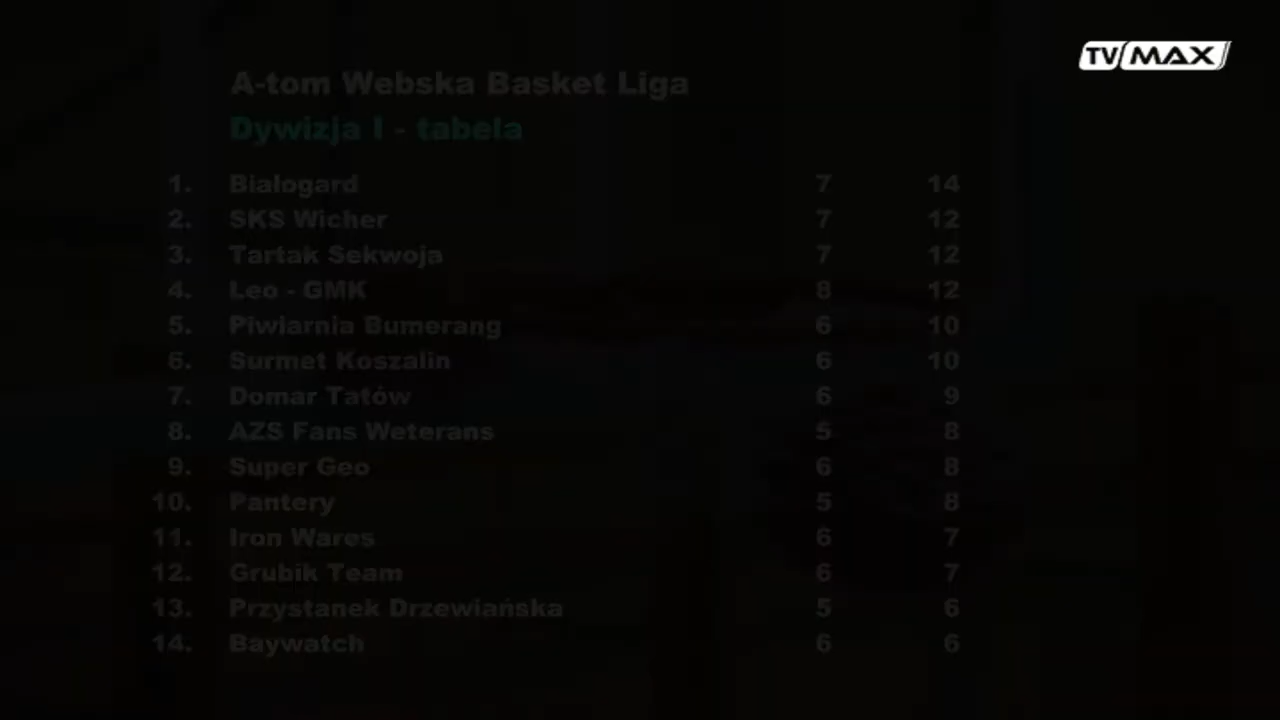 TV MAX
A-tom Webska Basket Liga
Dywizja I - tabela
1. Białogard 7 14
2. SKS Wicher 7 12
3. Tartak Sekwoja 7 12
4. Leo - GMK 8 12
5. Piwiarnia Bumerang 6 10
6. Surmet Koszalin 6 10
7. Domar Tatów 6 9
8. AZS Fans Weterans 5 8
9. Super Geo 6 8
10. Pantery 5 8
11. Iron Wares 6 7
12. Grubik Team 6 7
13. Przystanek Drzewiańska 5 6
14. Baywatch 6 6